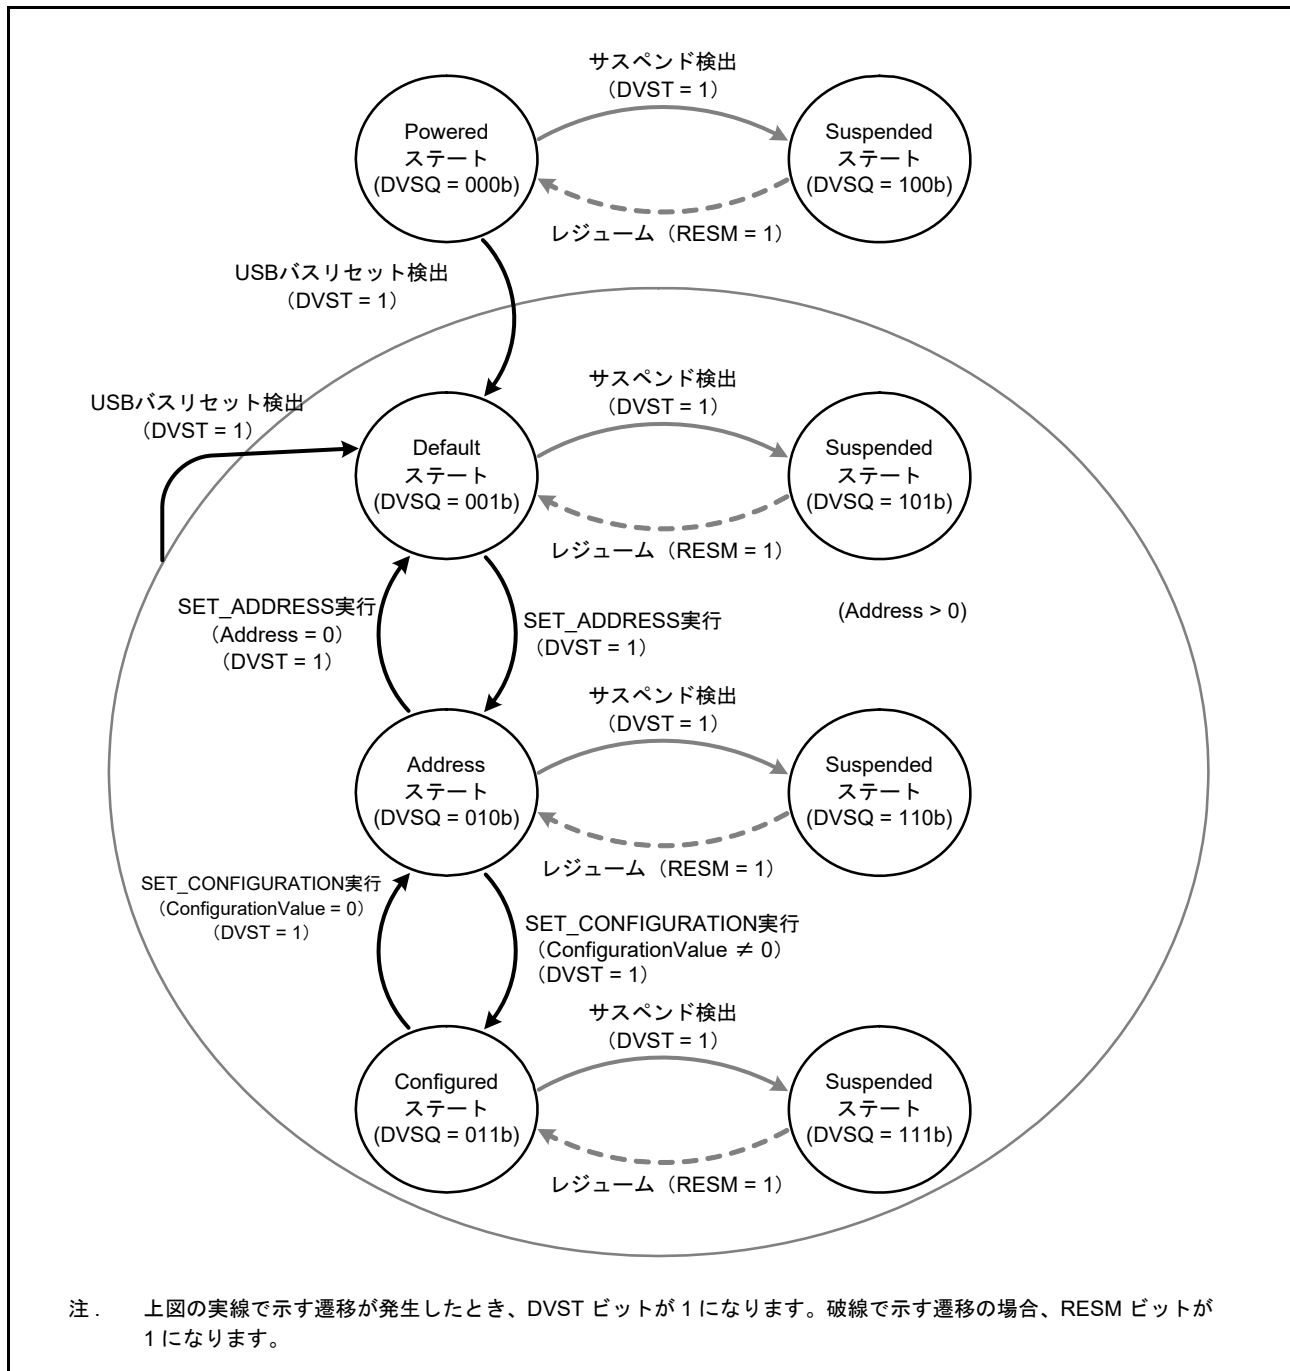 サスペンド検出
（DVST = 1）
Powered
ステート
(DVSQ = 000b)
Suspended
ステート
(DVSQ = 100b)
レジューム（RESM = 1）
USBバスリセット検出
（DVST = 1）
サスペンド検出
（DVST = 1）
USBバスリセット検出
（DVST = 1）
Default
ステート
(DVSQ = 001b)
Suspended
ステート
(DVSQ = 101b)
レジューム（RESM = 1）
SET_ADDRESS実行
（Address = 0）
（DVST = 1）
SET_ADDRESS実行
（DVST = 1）
(Address > 0)
サスペンド検出
（DVST = 1）
Address
ステート
(DVSQ = 010b)
Suspended
ステート
(DVSQ = 110b)
レジューム（RESM = 1）
SET_CONFIGURATION実行
（ConfigurationValue = 0）
（DVST = 1）
SET_CONFIGURATION実行
（ConfigurationValue ≠ 0）
（DVST = 1）
サスペンド検出
（DVST = 1）
Configured
ステート
(DVSQ = 011b)
Suspended
ステート
(DVSQ = 111b)
レジューム（RESM = 1）
注 . 上図の実線で示す遷移が発生したとき、DVST ビットが 1 になります。破線で示す遷移の場合、RESM ビットが
1 になります。